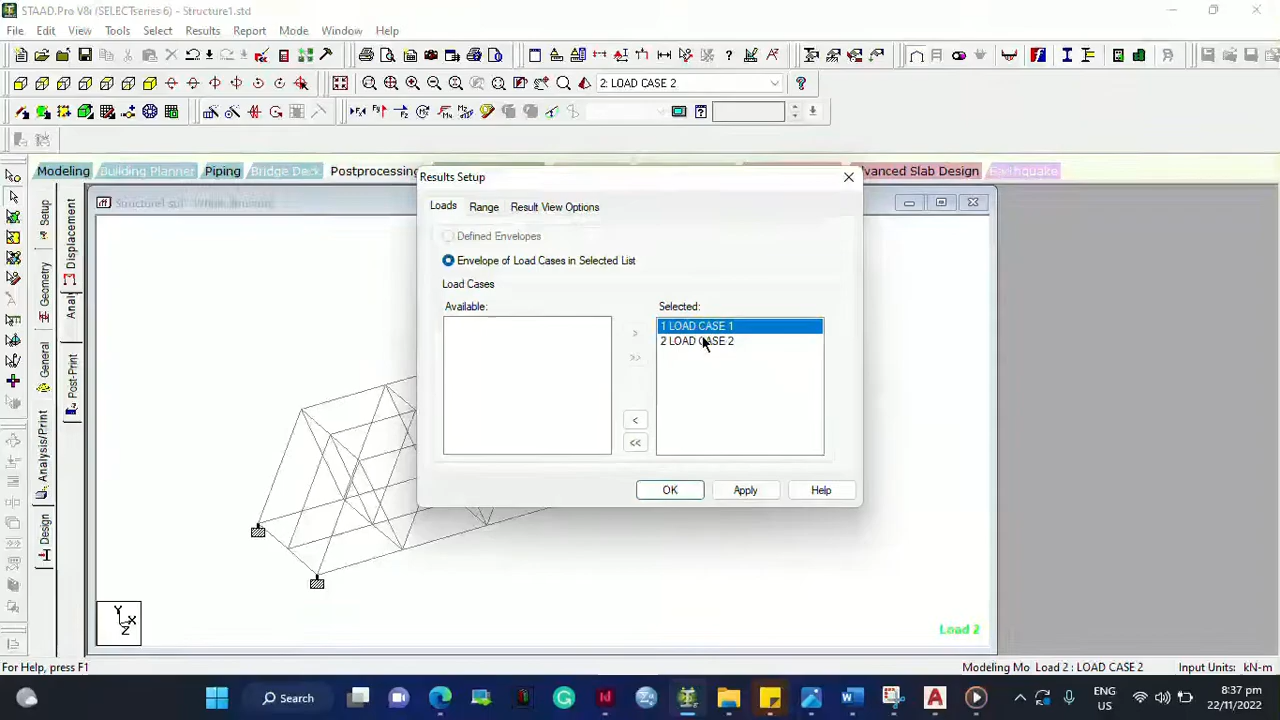 STAAD.Pro V8i (SELECTseries 6) - Structure1.std
File Edit View Tools Select Results Report Mode Window Help
2: LOAD CASE 2
Modeling Building Planner Piping Bridge Deck Postprocessing
vanced Slab Design Earthquake
Results Setup
Loads Range Result View Options
Defined Envelopes
Envelope of Load Cases in Selected List
Load Cases
Available: Selected:
1 LOAD CASE 1
2 LOAD CASE 2
> >> < <<
OK Apply Help
Setup
Geometry
General
Analysis/Print
Design
Displacement
Post-Print
Y
X
Z
Load 2
For Help, press F1
Modeling Mo Load 2 : LOAD CASE 2 Input Units: kN-m
Search
ENG
US
8:37 pm
22/11/2022